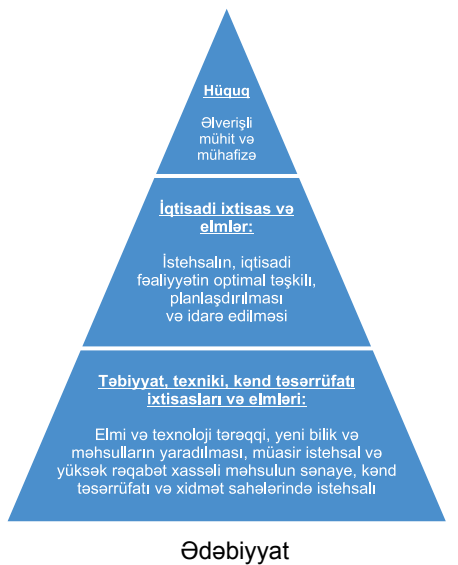 Hüquq
Əlverişli
mühit və
mühafizə
İqtisadi ixtisas və
elmlər:
İstehsalın, iqtisadi
fəaliyyətin optimal təşkilı,
planlaşdırılması
və idarə edilməsi
Təbiyyat, texniki, kənd təsərrüfatı
ixtisasları və elmləri:
Elmi və texnoloji tərəqqi, yeni bilik və
məhsulların yaradılması, müasir istehsal və
yüksək rəqabət xassəli məhsulun sənaye, kənd
təsərrüfatı və xidmət sahələrində istehsalı
Ədəbiyyat